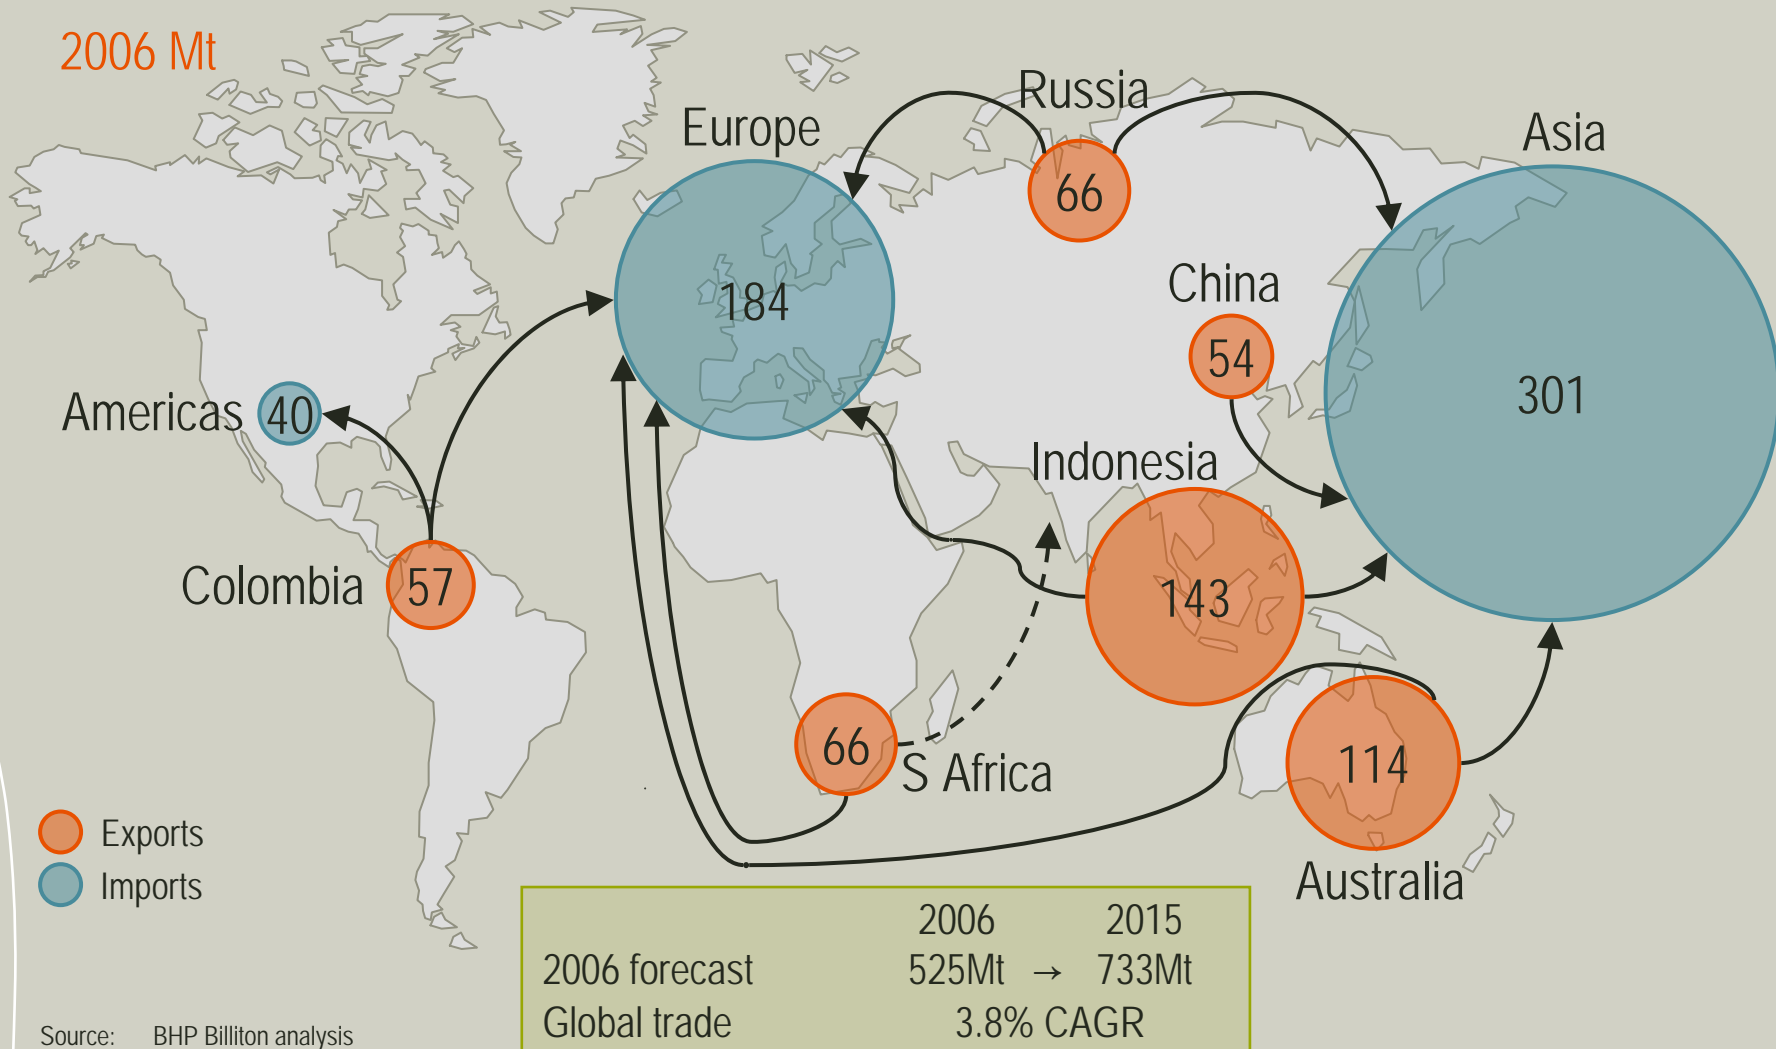 2006 Mt
Russia
Europe
Asia
66
184
China
54
301
Americas 40
Indonesia
Colombia 57
143
66
S Africa
114
Australia
Exports
Imports
2006 2015
2006 forecast 525Mt → 733Mt
Global trade 3.8% CAGR
Source: BHP Billiton analysis